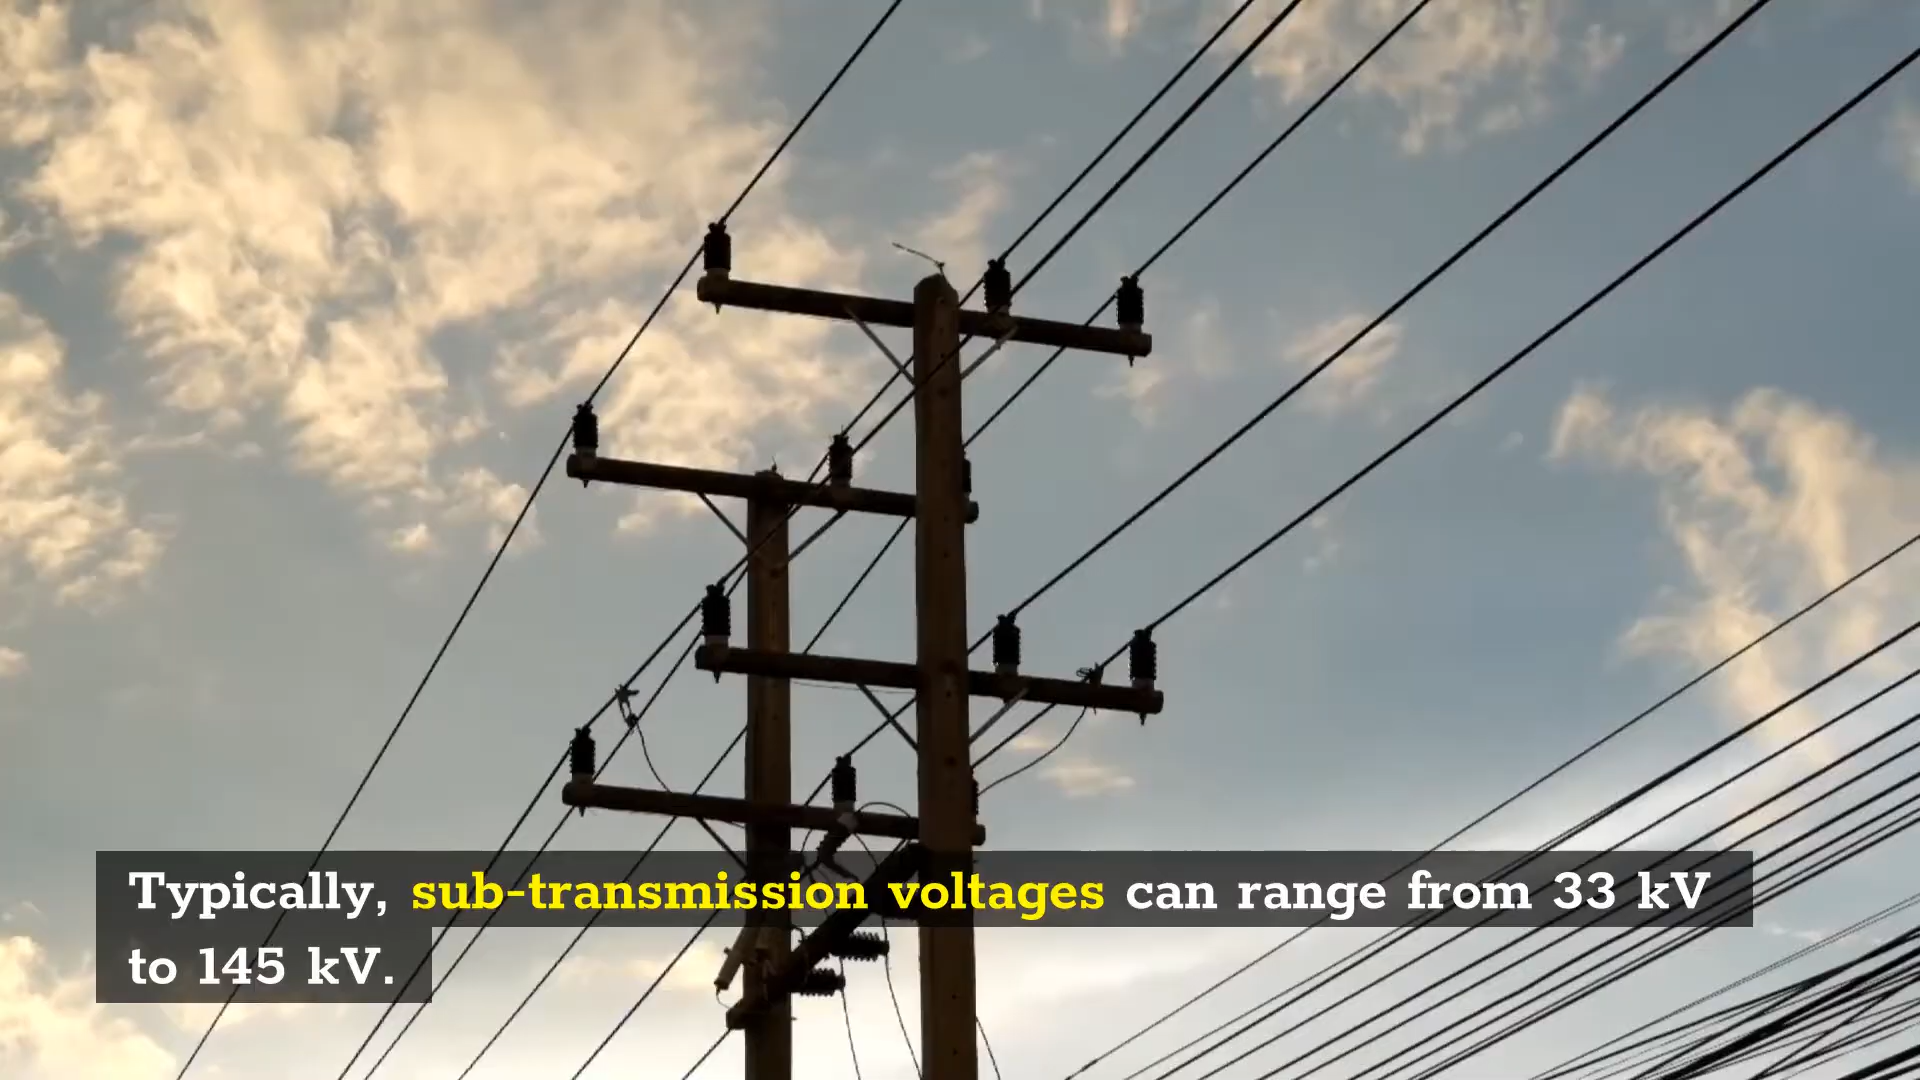 Typically, sub-transmission voltages can range from 33 kV
to 145 kV.